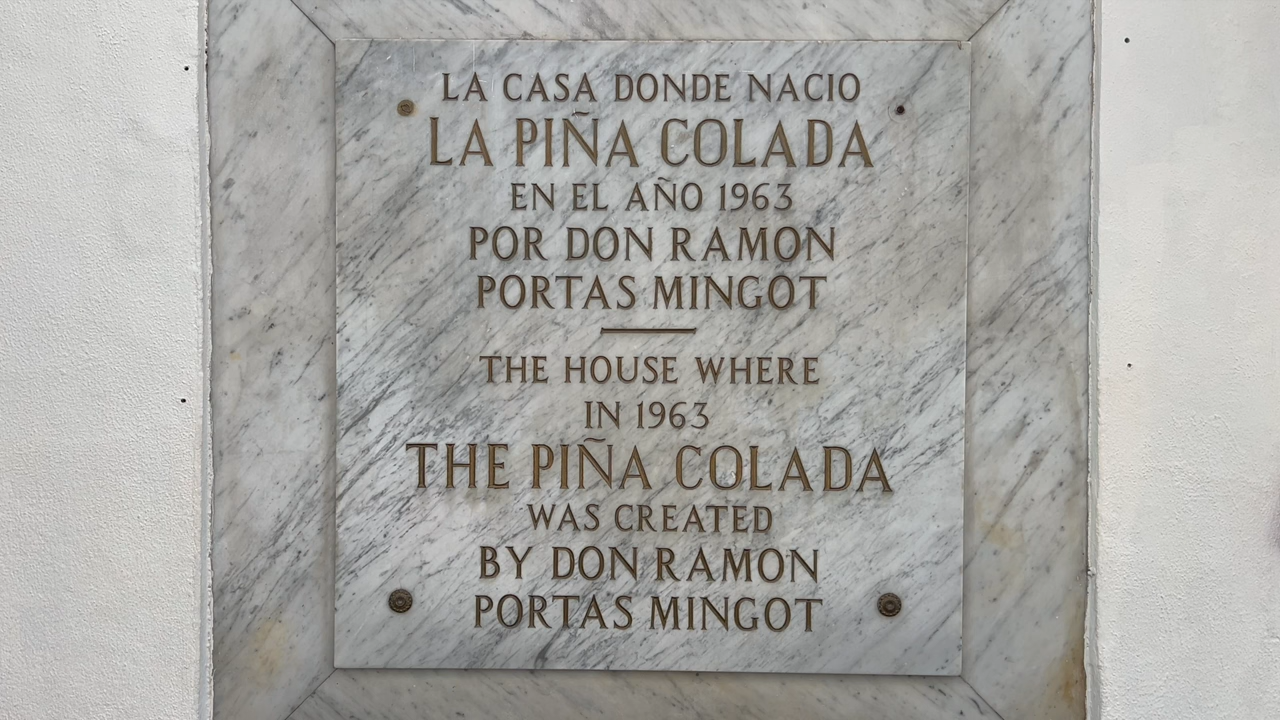 LA CASA DONDE NACIO
LA PIÑA COLADA
EN EL AÑO 1963
POR DON RAMON
PORTAS MINGOT
THE HOUSE WHERE
IN 1963
THE PIÑA COLADA
WAS CREATED
BY DON RAMON
PORTAS MINGOT